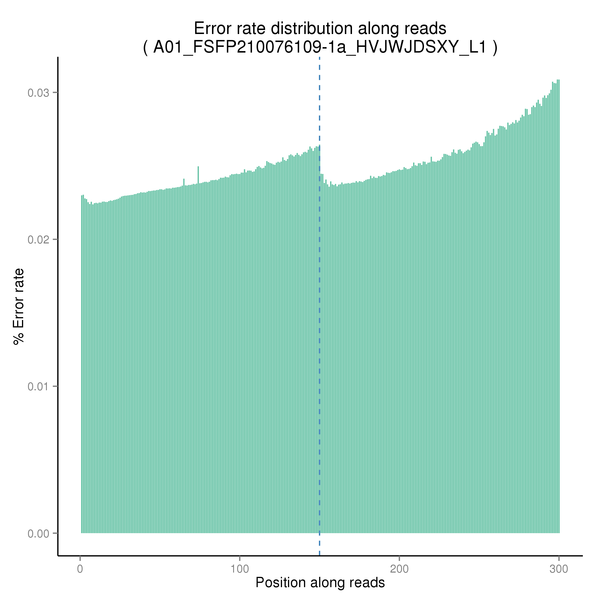 Error rate distribution along reads
( A01_FSFP210076109-1a_HVJWJDSXY_L1 )
% Error rate
0.03
0.02
0.01
0.00
0 100 200 300
Position along reads